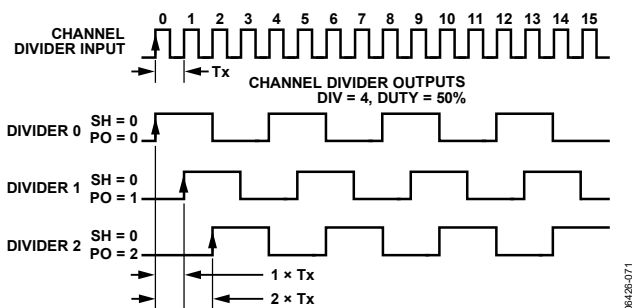 0 1 2 3 4 5 6 7 8 9 10 11 12 13 14 15
CHANNEL
DIVIDER INPUT
Tx
CHANNEL DIVIDER OUTPUTS
DIV = 4, DUTY = 50%
DIVIDER 0
SH = 0
PO = 0
DIVIDER 1
SH = 0
PO = 1
DIVIDER 2
SH = 0
PO = 2
1 × Tx
2 × Tx
06426-071